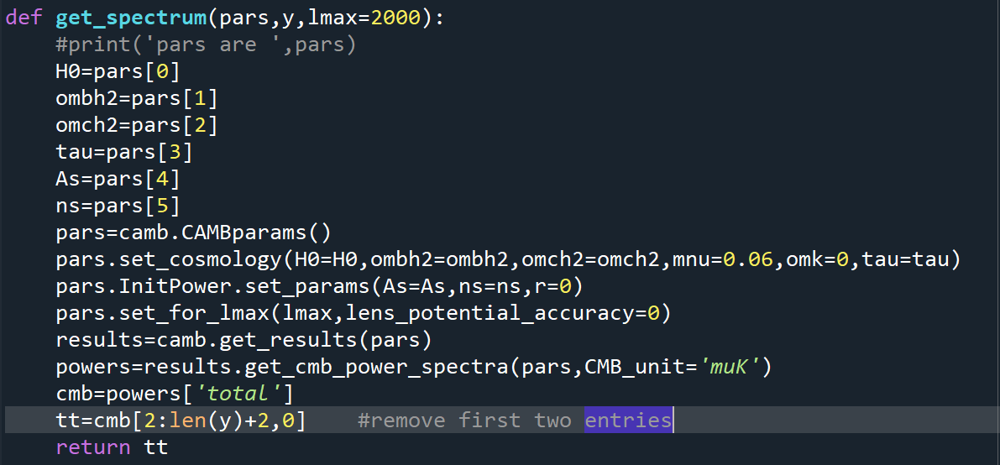 def get_spectrum(pars,y,lmax=2000):
    #print('pars are ',pars)
    H0=pars[0]
    ombh2=pars[1]
    omch2=pars[2]
    tau=pars[3]
    As=pars[4]
    ns=pars[5]
    pars=camb.CAMBparams()
    pars.set_cosmology(H0=H0,ombh2=ombh2,omch2=omch2,mnu=0.06,omk=0,tau=tau)
    pars.InitPower.set_params(As=As,ns=ns,r=0)
    pars.set_for_lmax(lmax,lens_potential_accuracy=0)
    results=camb.get_results(pars)
    powers=results.get_cmb_power_spectra(pars,CMB_unit='muK')
    cmb=powers['total']
    tt=cmb[2:len(y)+2,0]    #remove first two entries
    return tt